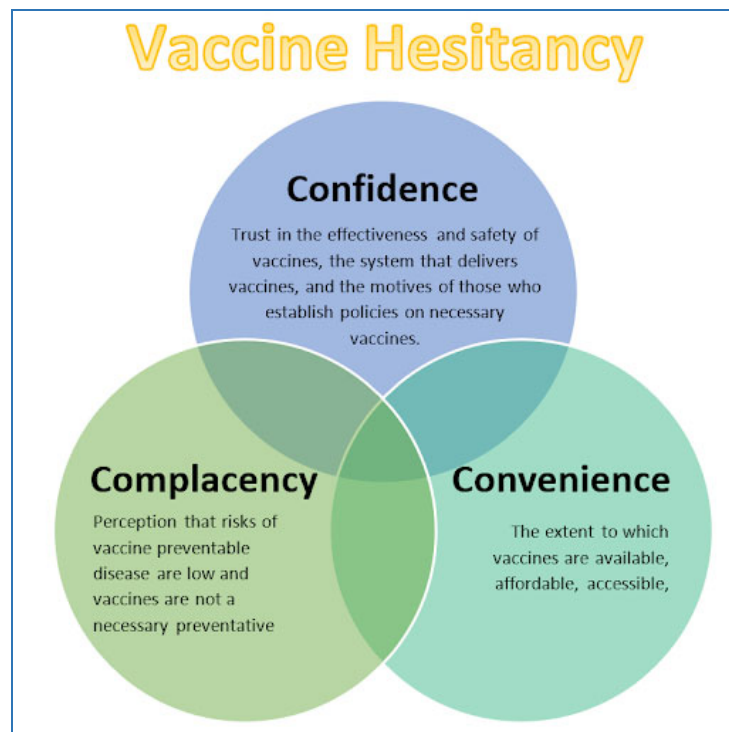 Vaccine Hesitancy
Confidence
Trust in the effectiveness and safety of
vaccines, the system that delivers
vaccines, and the motives of those who
establish policies on necessary
vaccines.
Complacency
Perception that risks of
vaccine preventable
disease are low and
vaccines are not a
necessary preventative
Convenience
The extent to which
vaccines are available,
affordable, accessible,